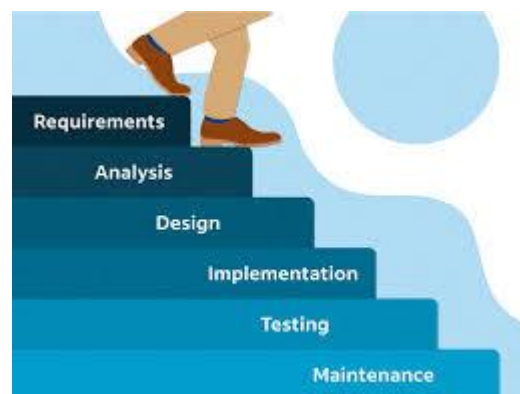 Requirements
Analysis
Design
Implementation
Testing
Maintenance